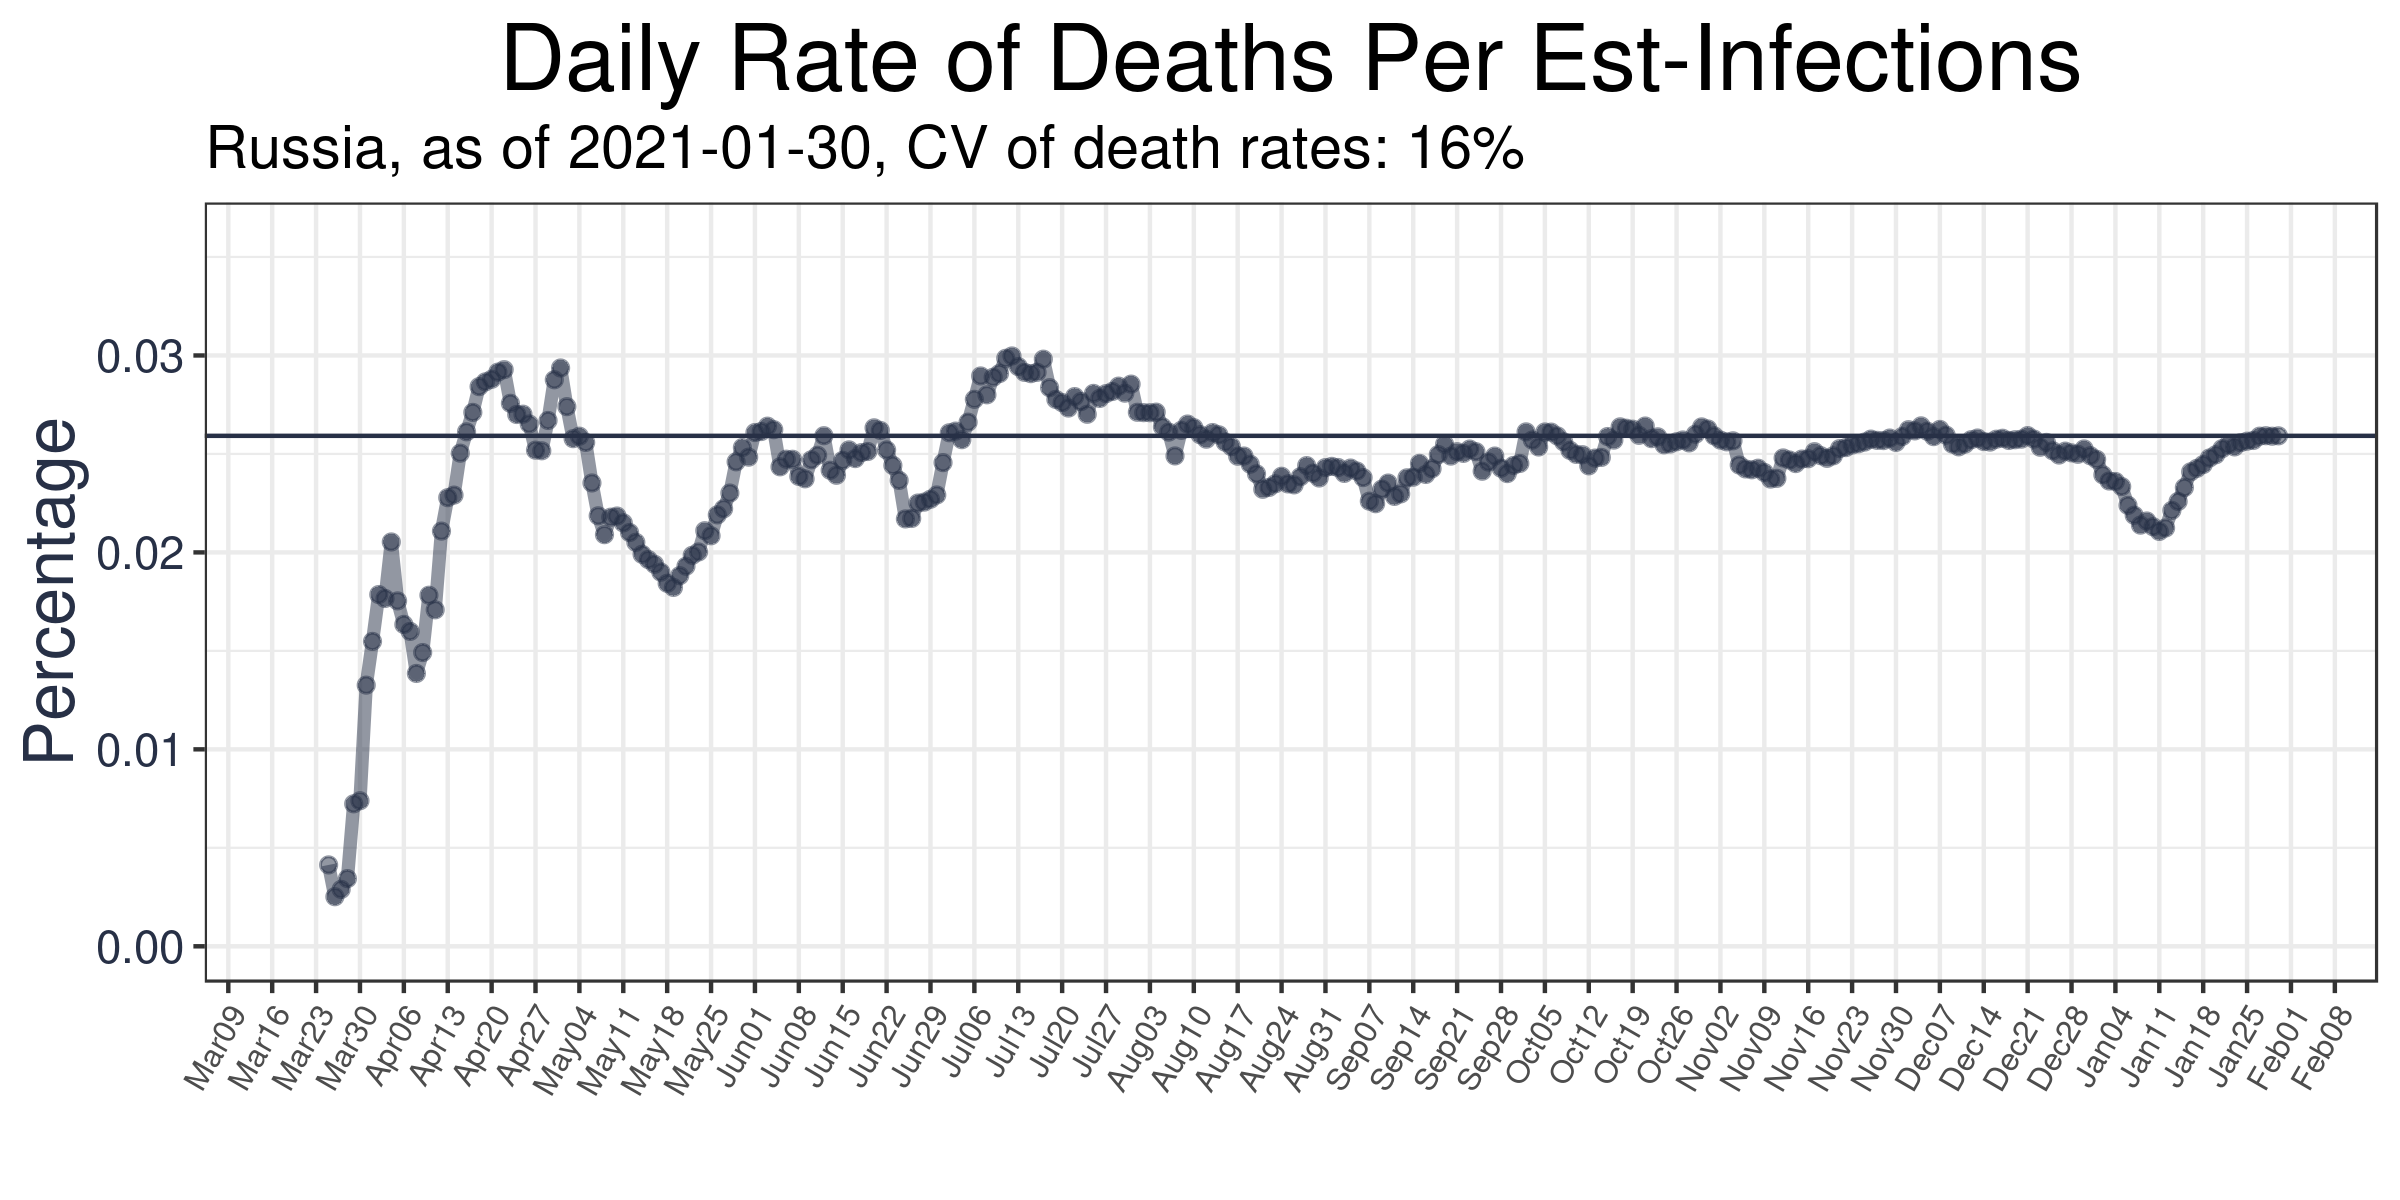 Daily Rate of Deaths Per Est-Infections
Russia, as of 2021-01-30, CV of death rates: 16%
Percentage
0.03
0.02
0.01
0.00
Mar09
Mar16
Mar23
Mar30
Apr06
Apr13
Apr20
Apr27
May04
May11
May18
May25
Jun01
Jun08
Jun15
Jun22
Jun29
Jul06
Jul13
Jul20
Jul27
Aug03
Aug10
Aug17
Aug24
Aug31
Sep07
Sep14
Sep21
Sep28
Oct05
Oct12
Oct19
Oct26
Nov02
Nov09
Nov16
Nov23
Nov30
Dec07
Dec14
Dec21
Dec28
Jan04
Jan11
Jan18
Jan25
Feb01
Feb08